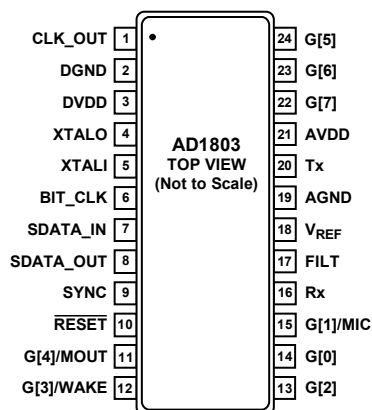 CLK_OUT 1
DGND 2
DVDD 3
XTALO 4
XTALI 5
BIT_CLK 6
SDATA_IN 7
SDATA_OUT 8
SYNC 9
RESET 10
G[4]/MOUT 11
G[3]/WAKE 12
AD1803
TOP VIEW
(Not to Scale)
24 G[5]
23 G[6]
22 G[7]
21 AVDD
20 Tx
19 AGND
18 VREF
17 FILT
16 Rx
15 G[1]/MIC
14 G[0]
13 G[2]